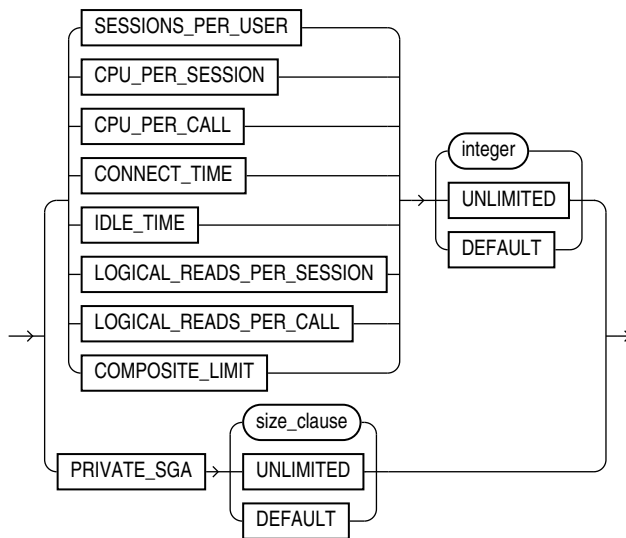 SESSIONS_PER_USER
CPU_PER_SESSION
CPU_PER_CALL
CONNECT_TIME
IDLE_TIME
LOGICAL_READS_PER_SESSION
LOGICAL_READS_PER_CALL
COMPOSITE_LIMIT
integer
UNLIMITED
DEFAULT
PRIVATE_SGA
size_clause
UNLIMITED
DEFAULT